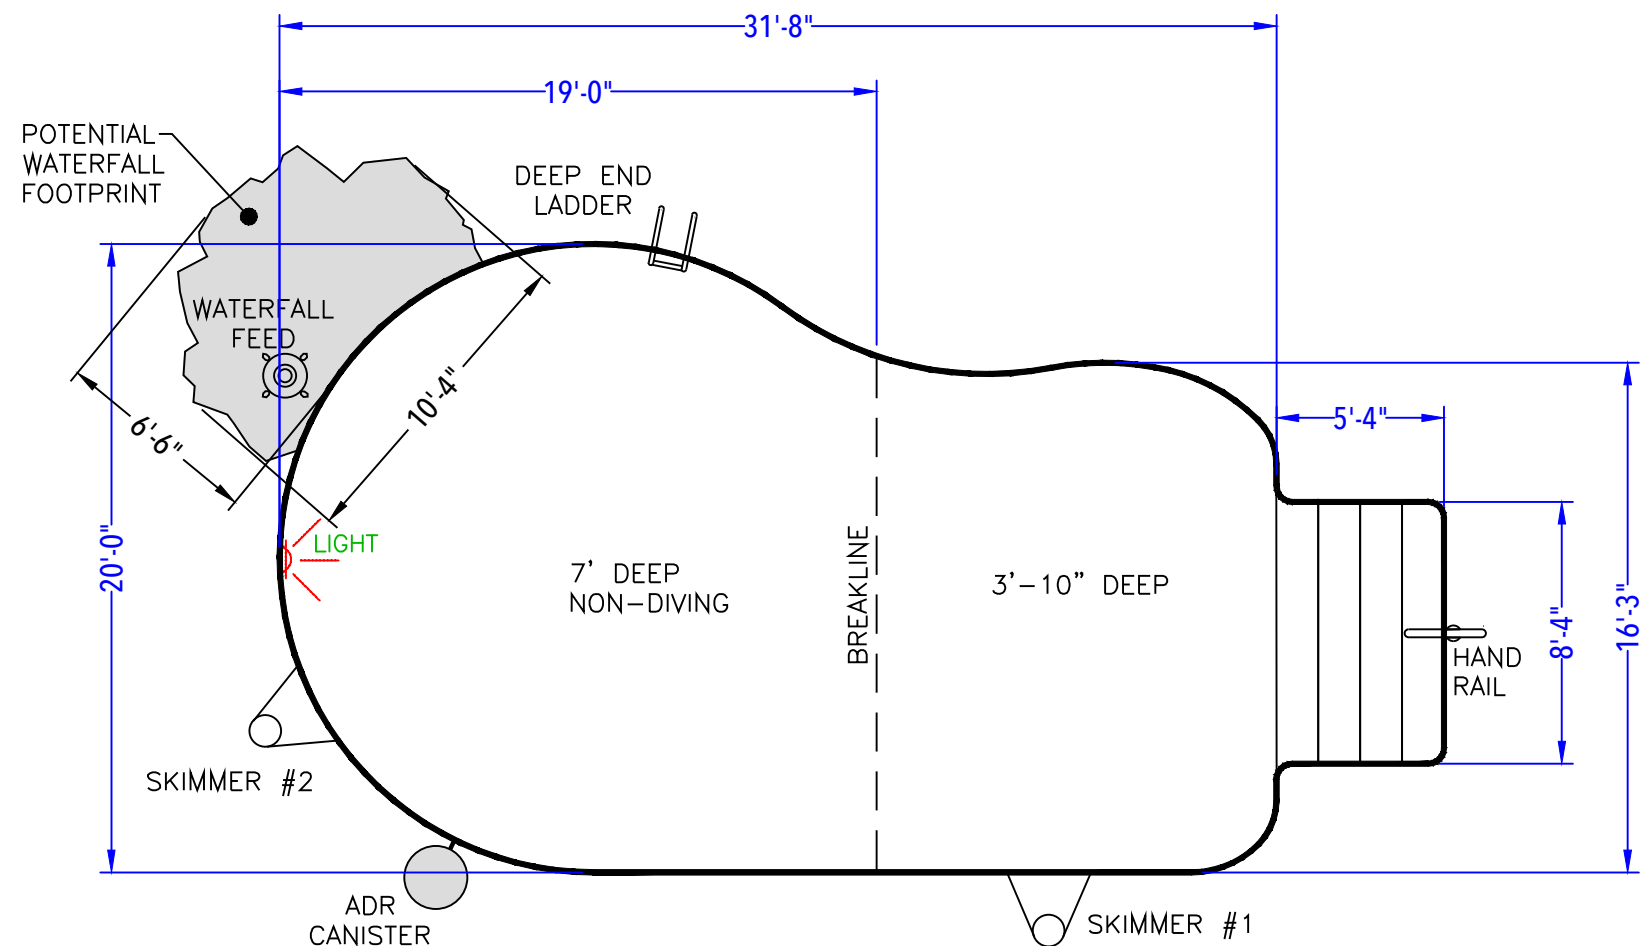 31'-8"
19'-0"
POTENTIAL
WATERFALL
FOOTPRINT
DEEP END
LADDER
WATERFALL
FEED
10'-4"
6'-6"
5'-4"
20'-0"
LIGHT
7' DEEP
NON-DIVING
BREAKLINE
3'-10" DEEP
8'-4"
16'-3"
HAND
RAIL
SKIMMER #2
ADR
CANISTER
SKIMMER #1